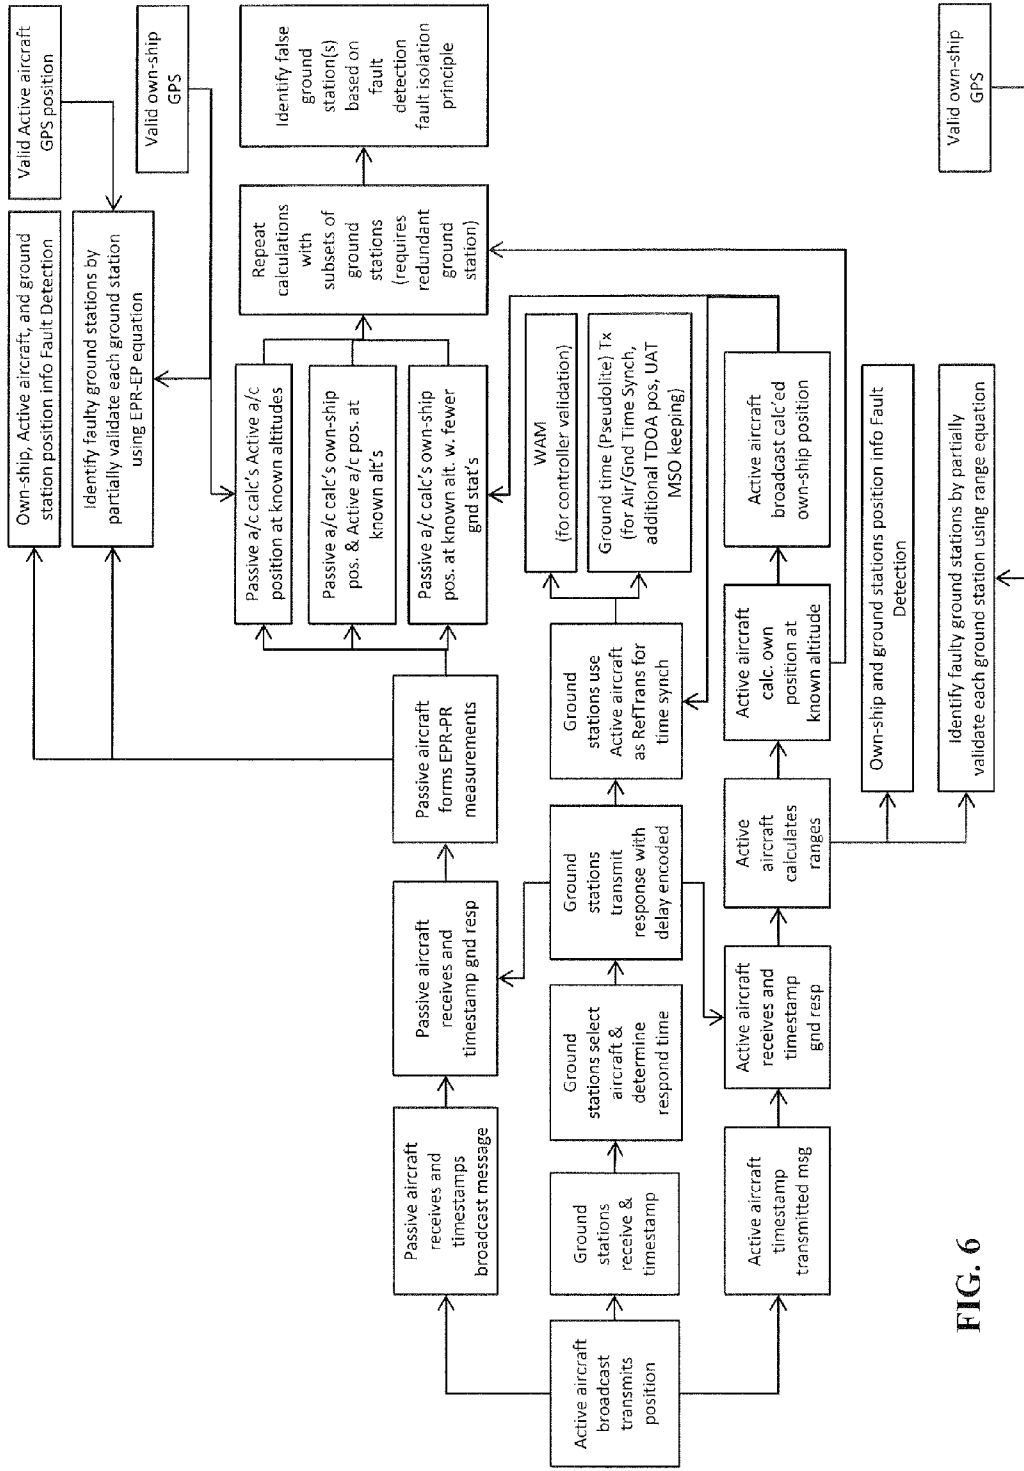 Active aircraft
broadcast
transmits
position
Passive aircraft
receives and
timestamps
broadcast message
Ground
stations
receive &
timestamp
Active aircraft
timestamp
transmitted msg
Passive aircraft
receives and
timestamp gnd resp
Ground
stations select
aircraft &
determine
respond time
Active aircraft
receives and
timestamp
gnd resp
Passive aircraft
forms EPR-PR
measurements
Ground
stations
transmit
response with
delay encoded
Active
aircraft
calculates
ranges
Own-ship, Active aircraft, and ground
station position info Fault Detection
Identify faulty ground stations by
partially validate each ground station
using EPR-EP equation
Valid Active aircraft
GPS position
Valid own-ship
GPS
Passive a/c calc's Active a/c
position at known altitudes
Passive a/c calc's own-ship
pos. & Active a/c pos. at
known alt's
Passive a/c calc's own-ship
pos. at known alt. w. fewer
gnd stat's
Repeat
calculations
with
subsets of
ground
stations
(requires
redundant
ground
station)
Identify false
ground
station(s)
based on
fault
detection
fault isolation
principle
Ground
stations use
Active aircraft
as RefTrans for
time synch
WAM
(for controller validation)
Ground time (Pseudolite) Tx
(for Air/Gnd Time Synch,
additional TDOA pos, UAT
MSO keeping)
Active aircraft
calc. own
position at
known altitude
Active aircraft
broadcast calc'ed
own-ship position
Own-ship and ground stations position info Fault
Detection
Identify faulty ground stations by partially
validate each ground station using range equation
Valid own-ship
GPS
FIG. 6